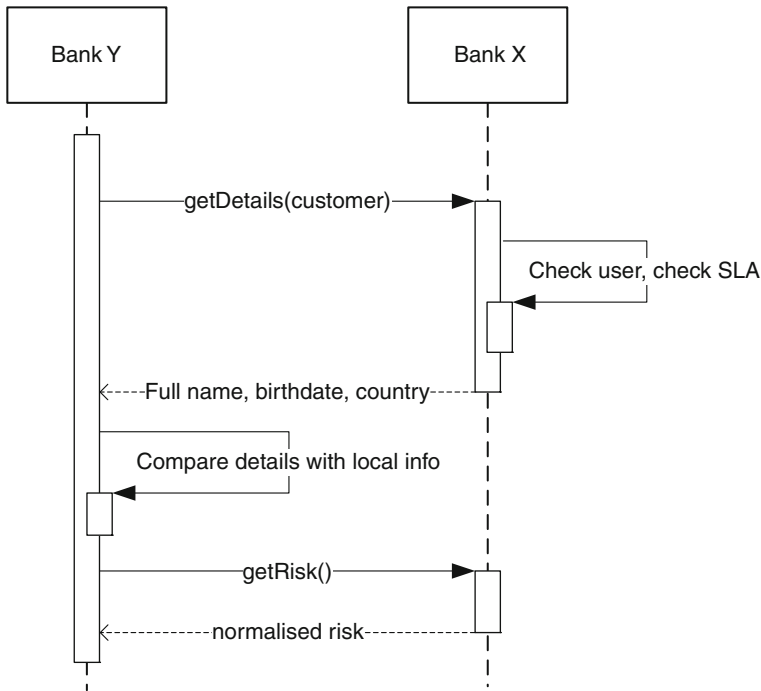 Bank Y
Bank X
getDetails(customer)
Check user, check SLA
Full name, birthdate, country
Compare details with local info
getRisk()
normalised risk